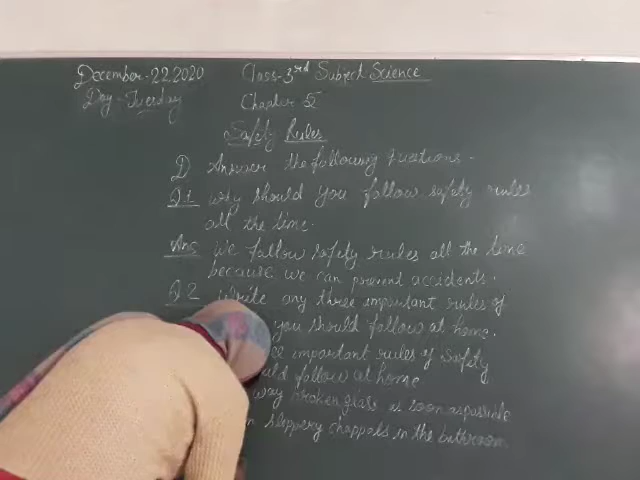 December-22,2020 Class-3rd Subject Science
Day-Tuesday Chapter-5
Safety Rules
D Answer the following questions.
Q1 why should you follow safety rules
all the time.
Ans we follow safety rules all the time
because we can prevent accidents.
Q2 Write any three important rules of
you should follow at home.
important rules of safety
follow at home
broken glass as soon as possible
slippery chappals in the bathroom